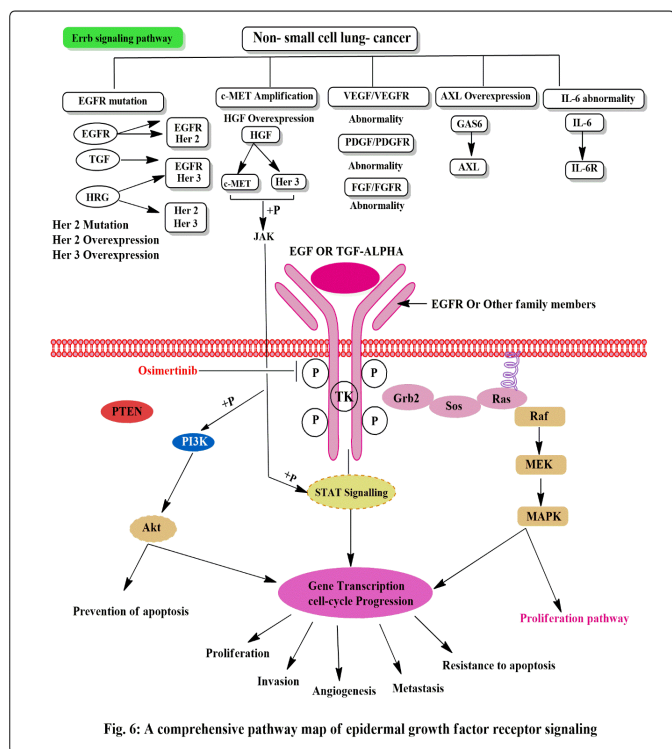 Errb signaling pathway
Non- small cell lung- cancer
EGFR mutation
c-MET Amplification
VEGF/VEGFR
AXL Overexpression
IL-6 abnormality
HGF Overexpression
Abnormality
EGFR
EGFR
Her 2
HGF
GAS6
IL-6
PDGF/PDGFR
TGF
EGFR
Her 3
Abnormality
c-MET
Her 3
AXL
IL-6R
HRG
FGF/FGFR
Her 2
Her 3
Abnormality
+P
Her 2 Mutation
Her 2 Overexpression
Her 3 Overexpression
JAK
EGF OR TGF-ALPHA
EGFR Or Other family members
Osimertinib
P
P
TK
P
P
Grb2
Sos
Ras
Raf
PTEN
+P
PI3K
MEK
+P
STAT Signalling
MAPK
Akt
Gene Transcription
cell-cycle Progression
Prevention of apoptosis
Proliferation pathway
Proliferation
Invasion
Angiogenesis
Metastasis
Resistance to apoptosis
Fig. 6: A comprehensive pathway map of epidermal growth factor receptor signaling